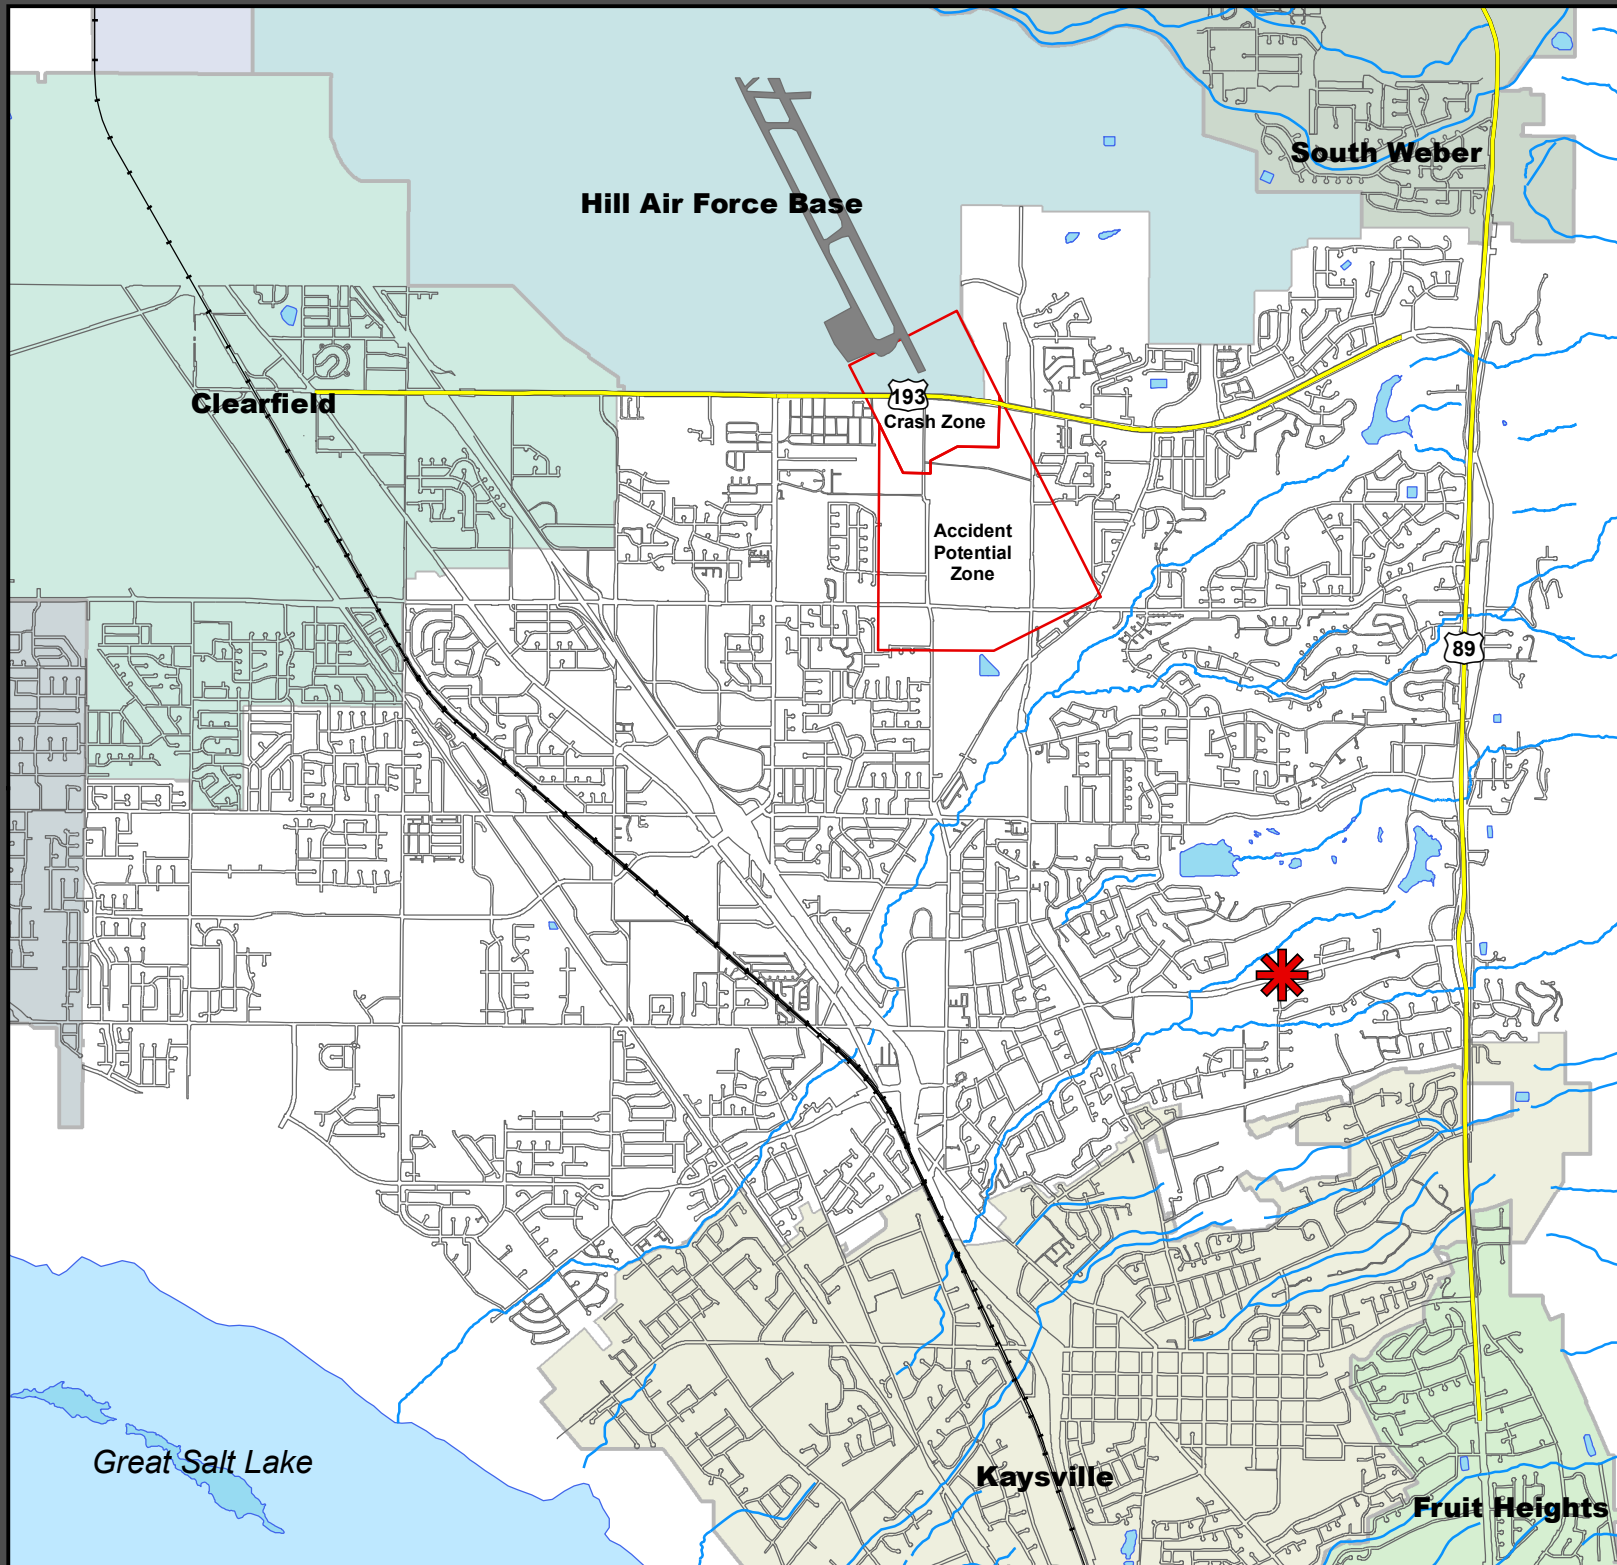 South Weber
Hill Air Force Base
193
Clearfield
Crash Zone
Accident
Potential
Zone
89
Great Salt Lake
Kaysville
Fruit Heights